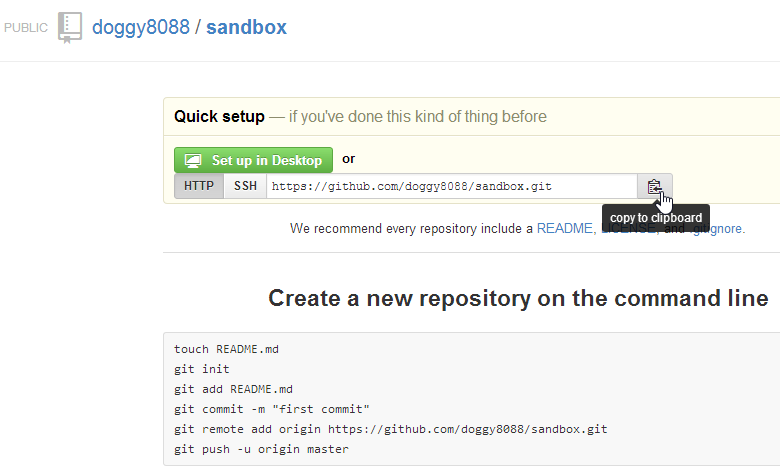 PUBLIC doggy8088 / sandbox
Quick setup — if you've done this kind of thing before
Set up in Desktop or
HTTP SSH https://github.com/doggy8088/sandbox.git
copy to clipboard
We recommend every repository include a README, LICENSE, and .gitignore.
Create a new repository on the command line
touch README.md
git init
git add README.md
git commit -m "first commit"
git remote add origin https://github.com/doggy8088/sandbox.git
git push -u origin master